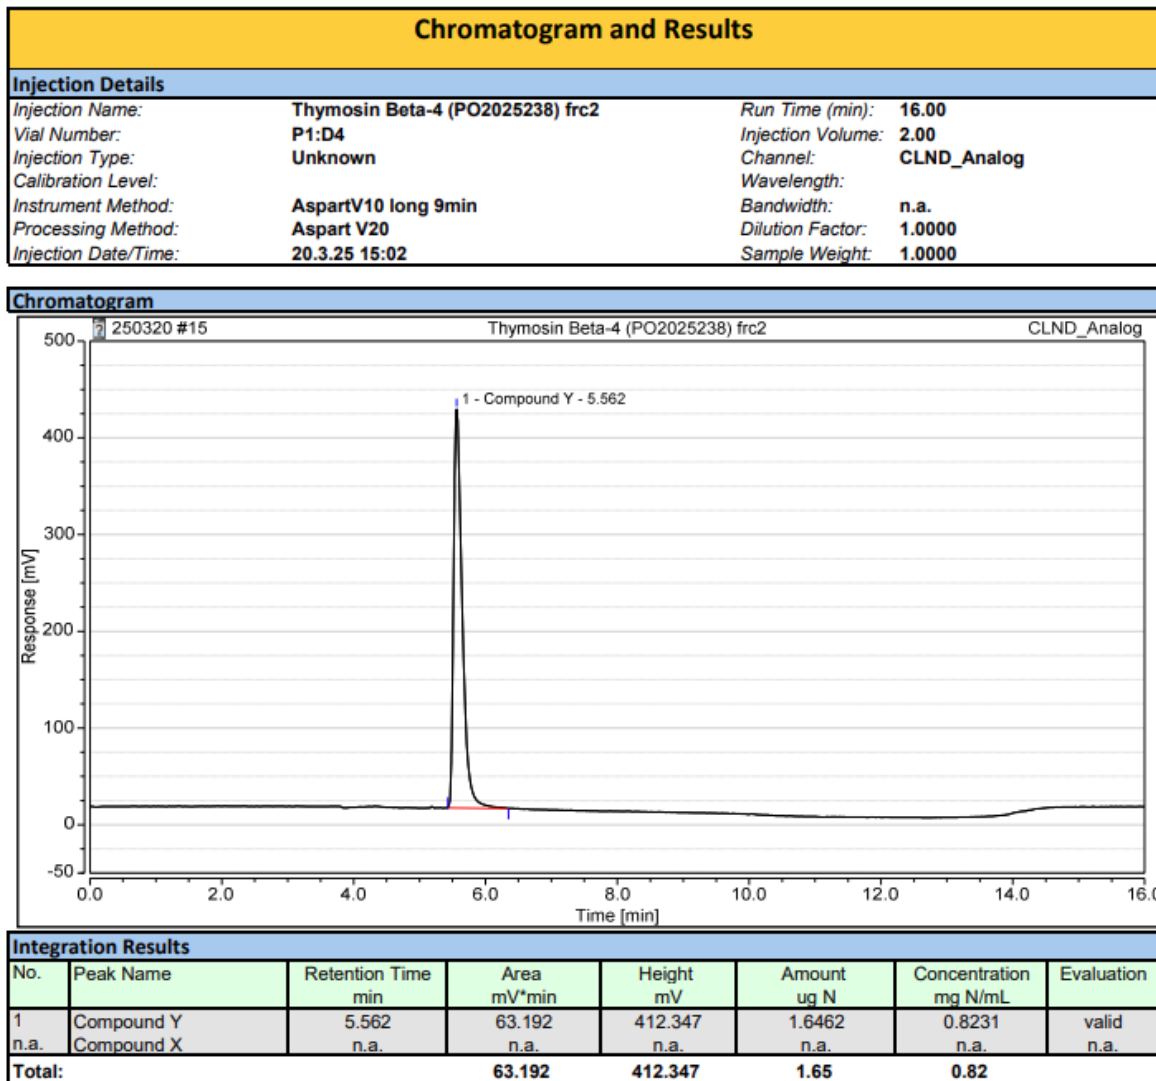 Chromatogram and Results
Injection Details
Injection Name: Thymosin Beta-4 (PO2025238) frc2 Run Time (min): 16.00
Vial Number: P1:D4 Injection Volume: 2.00
Injection Type: Unknown Channel: CLND_Analog
Calibration Level: Wavelength:
Instrument Method: AspartV10 long 9min Bandwidth: n.a.
Processing Method: Aspart V20 Dilution Factor: 1.0000
Injection Date/Time: 20.3.25 15:02 Sample Weight: 1.0000
Chromatogram
? 250320 #15 Thymosin Beta-4 (PO2025238) frc2 CLND_Analog
500
1 - Compound Y - 5.562
400
300
200
100
0
-50
Response [mV]
0.0 2.0 4.0 6.0 8.0 10.0 12.0 14.0 16.0
Time [min]
Integration Results
No. Peak Name Retention Time Area Height Amount Concentration Evaluation
min mV*min mV ug N mg N/mL
1 Compound Y 5.562 63.192 412.347 1.6462 0.8231 valid
n.a. Compound X n.a. n.a. n.a. n.a. n.a. n.a.
Total: 63.192 412.347 1.65 0.82